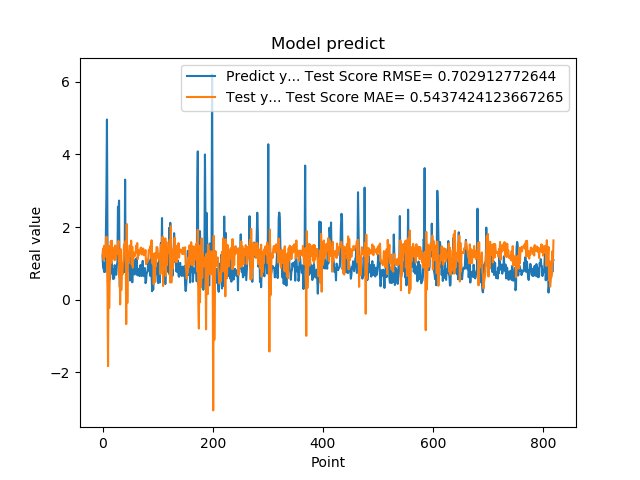 Model predict
Predict y... Test Score RMSE= 0.702912772644
Test y... Test Score MAE= 0.5437424123667265
Real value
6
4
2
0
−2
0 200 400 600 800
Point